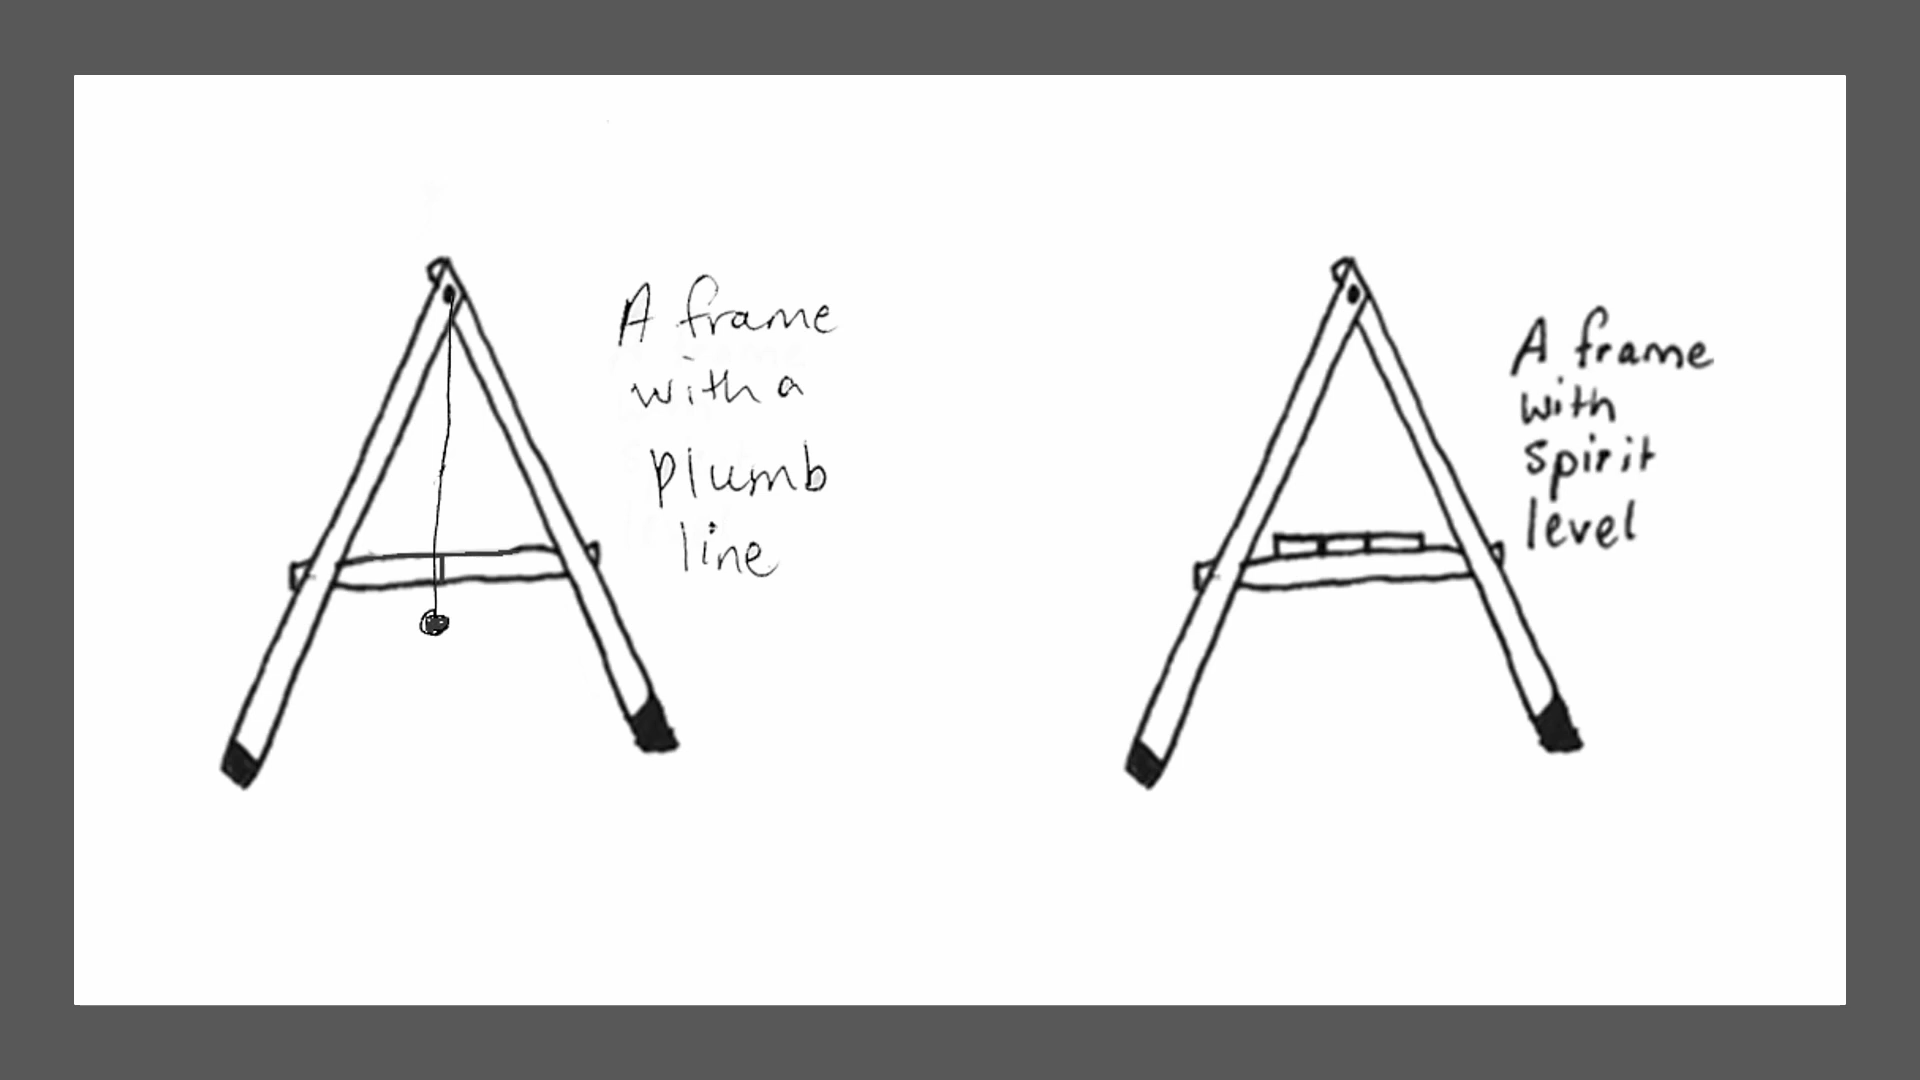 A frame
with a
plumb
line
A frame
with
spirit
level